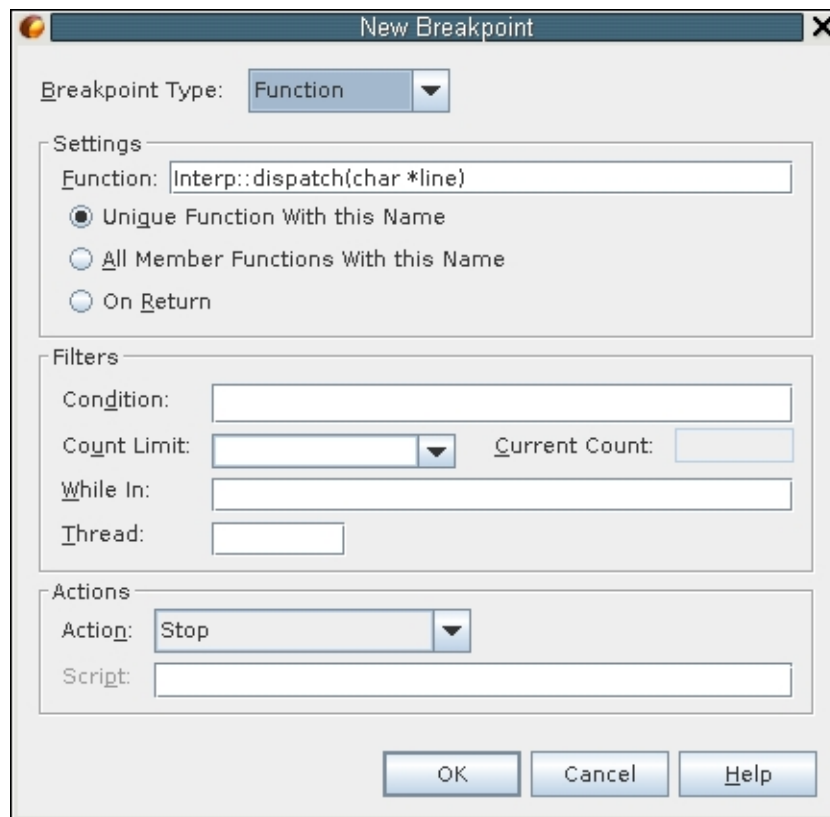 New Breakpoint
Breakpoint Type: Function
Settings
Function: Interp::dispatch(char *line)
Unique Function With this Name
All Member Functions With this Name
On Return
Filters
Condition:
Count Limit: Current Count:
While In:
Thread:
Actions
Action: Stop
Script:
OK Cancel Help